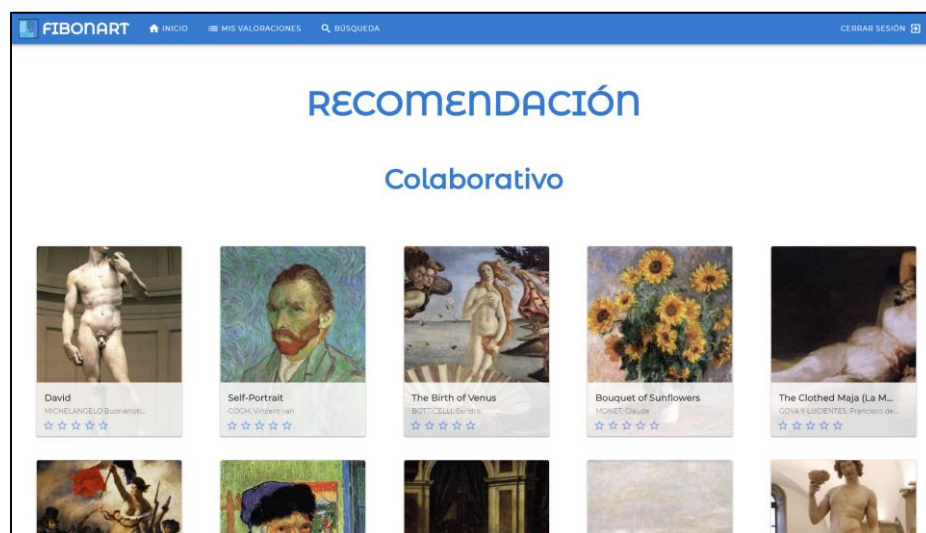 FIBONART INICIO MIS VALORACIONES BÚSQUEDA CERRAR SESIÓN
RECOMENDACIÓN
Colaborativo
David
MICHELANGELO Buonarroti...
Self-Portrait
GOGH, Vincent van
The Birth of Venus
BOTTICELLI, Sandro
Bouquet of Sunflowers
MONET, Claude
The Clothed Maja (La M...
GOYA Y LUCIENTES, Francisco de...